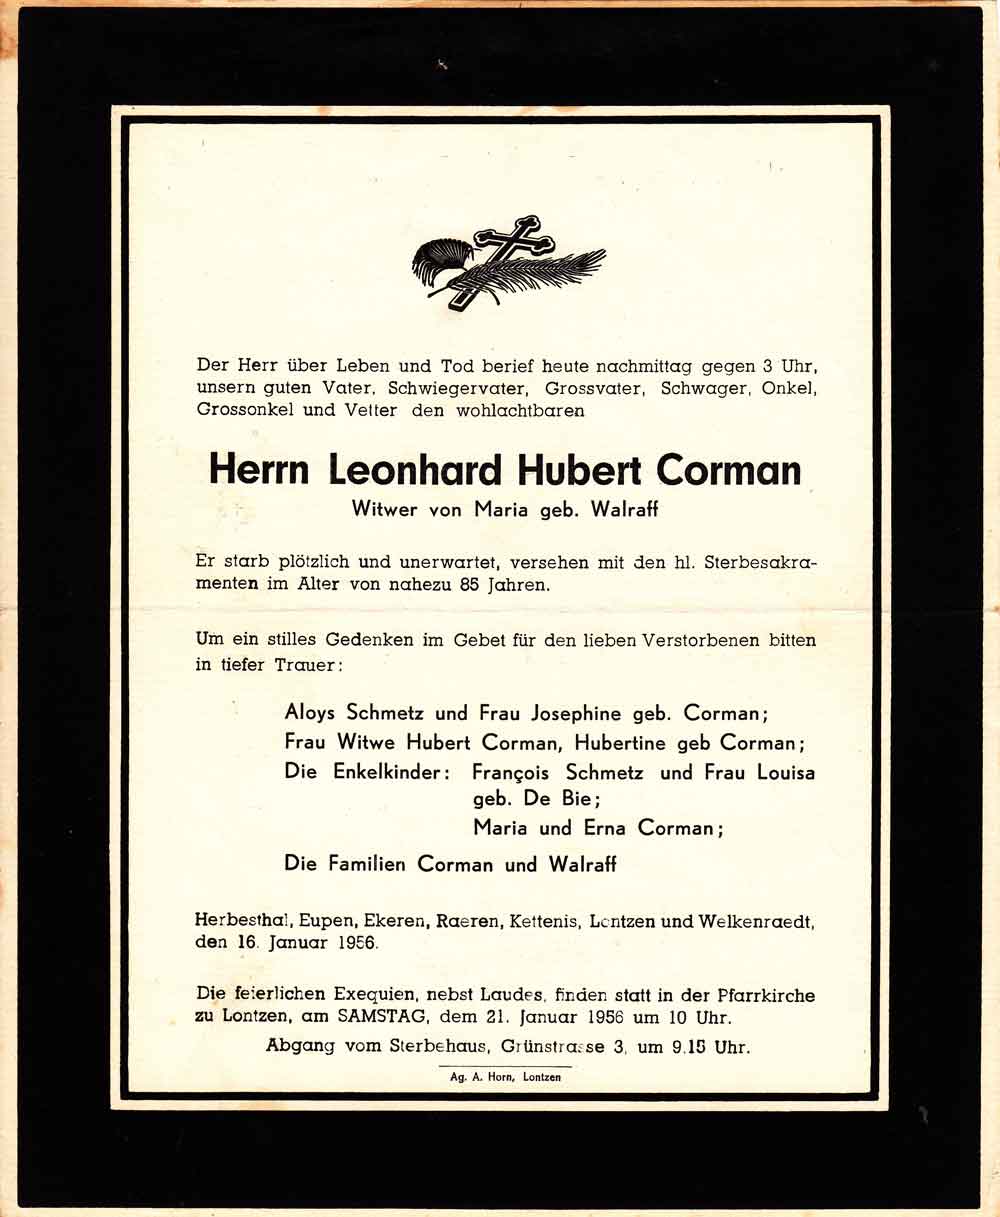 Der Herr über Leben und Tod berief heute nachmittag gegen 3 Uhr,
unsern guten Vater, Schwiegervater, Grossvater, Schwager, Onkel,
Grossonkel und Vetter den wohlachtbaren
Herrn Leonhard Hubert Corman
Witwer von Maria geb. Walraff
Er starb plötzlich und unerwartet, versehen mit den hl. Sterbesakra-
menten im Alter von nahezu 85 Jahren.
Um ein stilles Gedenken im Gebet für den lieben Verstorbenen bitten
in tiefer Trauer:
Aloys Schmetz und Frau Josephine geb. Corman;
Frau Witwe Hubert Corman, Hubertine geb Corman;
Die Enkelkinder: François Schmetz und Frau Louisa
geb. De Bie;
Maria und Erna Corman;
Die Familien Corman und Walraff
Herbesthal, Eupen, Ekeren, Raeren, Kettenis, Lontzen und Welkenraedt,
den 16. Januar 1956.
Die feierlichen Exequien, nebst Laudes, finden statt in der Pfarrkirche
zu Lontzen, am SAMSTAG, dem 21. Januar 1956 um 10 Uhr.
Abgang vom Sterbehaus, Grünstrasse 3, um 9.15 Uhr.
Ag. A. Horn, Lontzen